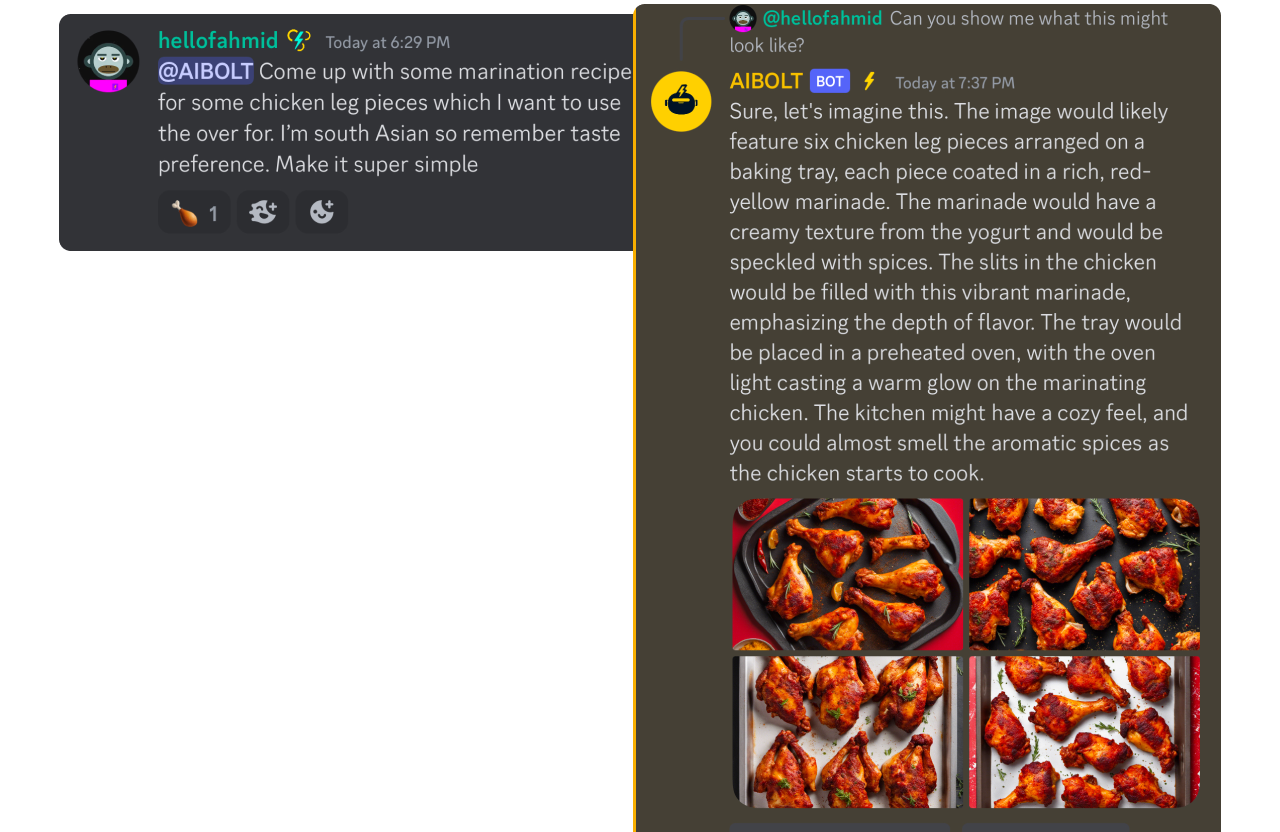 hellofahmid Today at 6:29 PM
@AIBOLT Come up with some marination recipe
for some chicken leg pieces which I want to use
the over for. I’m south Asian so remember taste
preference. Make it super simple
1
@hellofahmid Can you show me what this might
look like?
AIBOLT BOT Today at 7:37 PM
Sure, let's imagine this. The image would likely
feature six chicken leg pieces arranged on a
baking tray, each piece coated in a rich, red-
yellow marinade. The marinade would have a
creamy texture from the yogurt and would be
speckled with spices. The slits in the chicken
would be filled with this vibrant marinade,
emphasizing the depth of flavor. The tray would
be placed in a preheated oven, with the oven
light casting a warm glow on the marinating
chicken. The kitchen might have a cozy feel, and
you could almost smell the aromatic spices as
the chicken starts to cook.